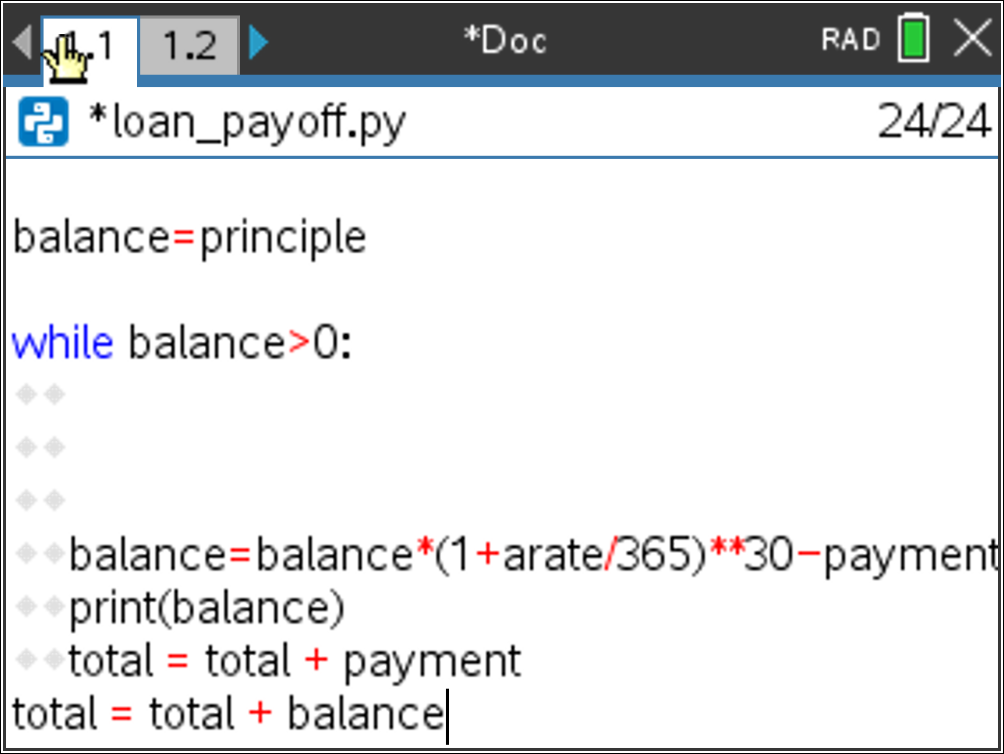 1.1 1.2 *Doc RAD
*loan_payoff.py 24/24
balance=principle
while balance>0:
balance=balance*(1+arate/365)**30-payment
print(balance)
total = total + payment
total = total + balance